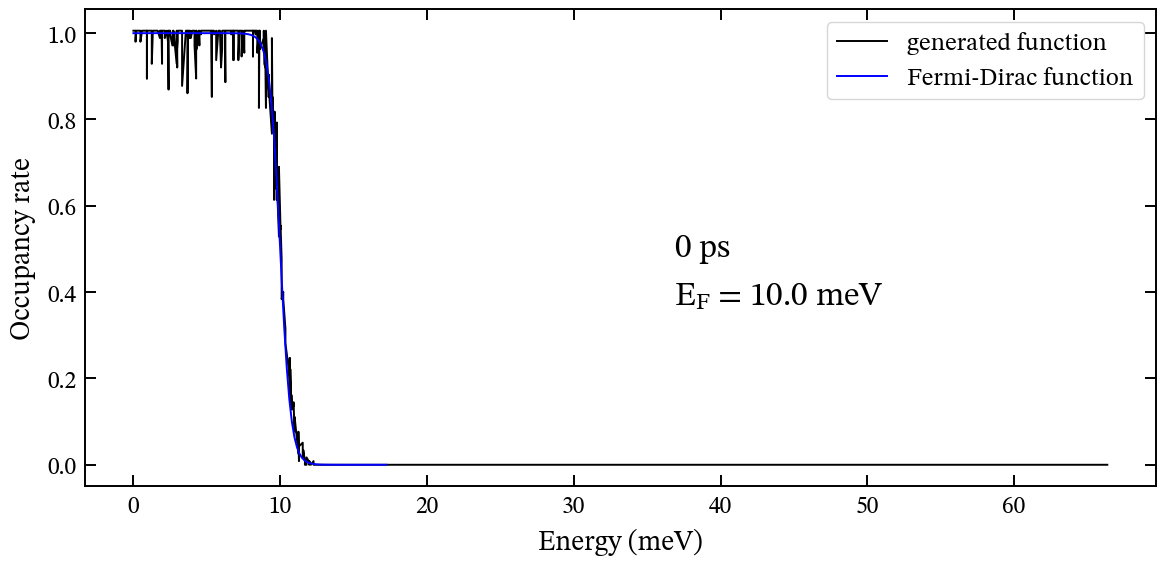 generated function
Fermi-Dirac function
0 ps
E_F = 10.0 meV
Occupancy rate
1.0
0.8
0.6
0.4
0.2
0.0
0 10 20 30 40 50 60
Energy (meV)